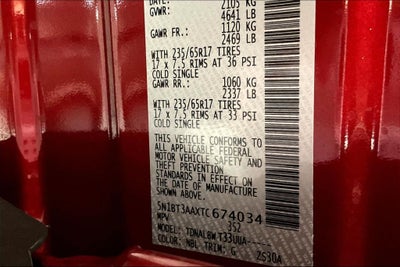 DATE:
GVWR: 2105 KG
4641 LB
GAWR FR.: 1120 KG
2469 LB
WITH 235/65R17 TIRES
17 x 7.5 RIMS AT 36 PSI
COLD SINGLE
GAWR RR.: 1060 KG
2337 LB
WITH 235/65R17 TIRES
17 x 7.5 RIMS AT 33 PSI
COLD SINGLE
THIS VEHICLE CONFORMS TO
ALL APPLICABLE FEDERAL
MOTOR VEHICLE SAFETY AND
THEFT PREVENTION
STANDARDS IN EFFECT ON
THE DATE OF MANUFACTURE
SHOWN ABOVE.
5N1BT3AAXTC674034
MPV 352
MODEL: TDNALBW T33UUA-----
COLOR: NBL TRIM: G 2S30A